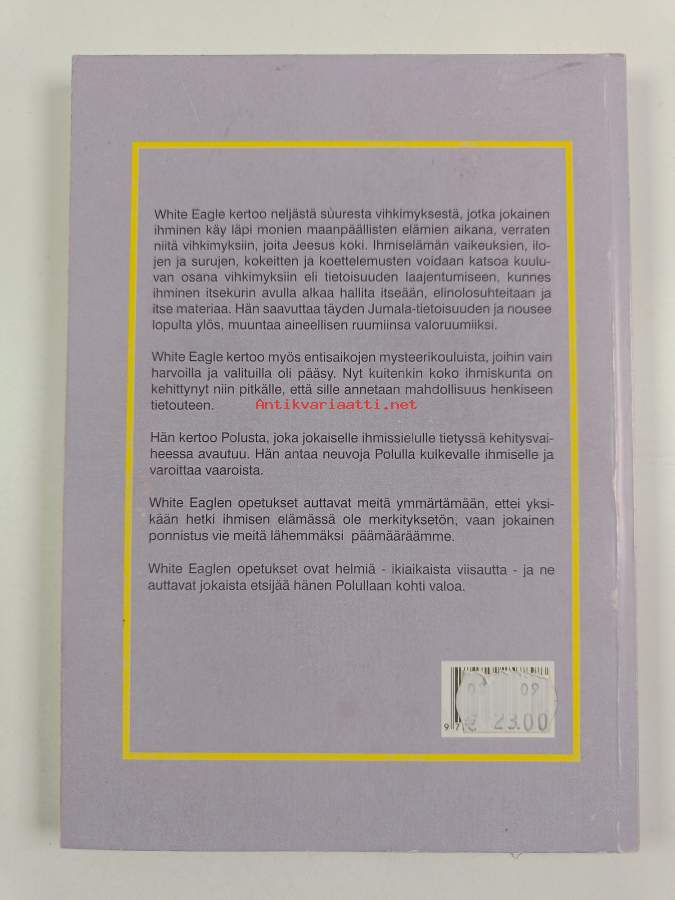 White Eagle kertoo neljästä suuresta vihkimyksestä, jotka jokainen
ihminen käy läpi monien maanpäällisten elämien aikana, verraten
niitä vihkimyksiin, joita Jeesus koki. Ihmiselämän vaikeuksien, ilo-
jen ja surujen, kokeitten ja koettelemusten voidaan katsoa kuulu-
van osana vihkimyksiin eli tietoisuuden laajentumiseen, kunnes
ihminen itsekurin avulla alkaa hallita itseään, elinolosuhteitaan ja
itse materiaa. Hän saavuttaa täyden Jumala-tietoisuuden ja nousee
lopulta ylös, muuntaa aineellisen ruumiinsa valoruumiiksi.
White Eagle kertoo myös entisaikojen mysteerikouluista, joihin vain
harvoilla ja valituilla oli pääsy. Nyt kuitenkin koko ihmiskunta on
kehittynyt niin pitkälle, että sille annetaan mahdollisuus henkiseen
tietouteen.
Antikvariaatti.net
Hän kertoo Polusta, joka jokaiselle ihmissielulle tietyssä kehitysvai-
heessa avautuu. Hän antaa neuvoja Polulla kulkevalle ihmiselle ja
varoittaa vaaroista.
White Eaglen opetukset auttavat meitä ymmärtämään, ettei yksi-
kään hetki ihmisen elämässä ole merkityksetön, vaan jokainen
ponnistus vie meitä lähemmäksi päämääräämme.
White Eaglen opetukset ovat helmiä - ikiaikaista viisautta - ja ne
auttavat jokaista etsijää hänen Polullaan kohti valoa.
09
9 7
€ 23.00